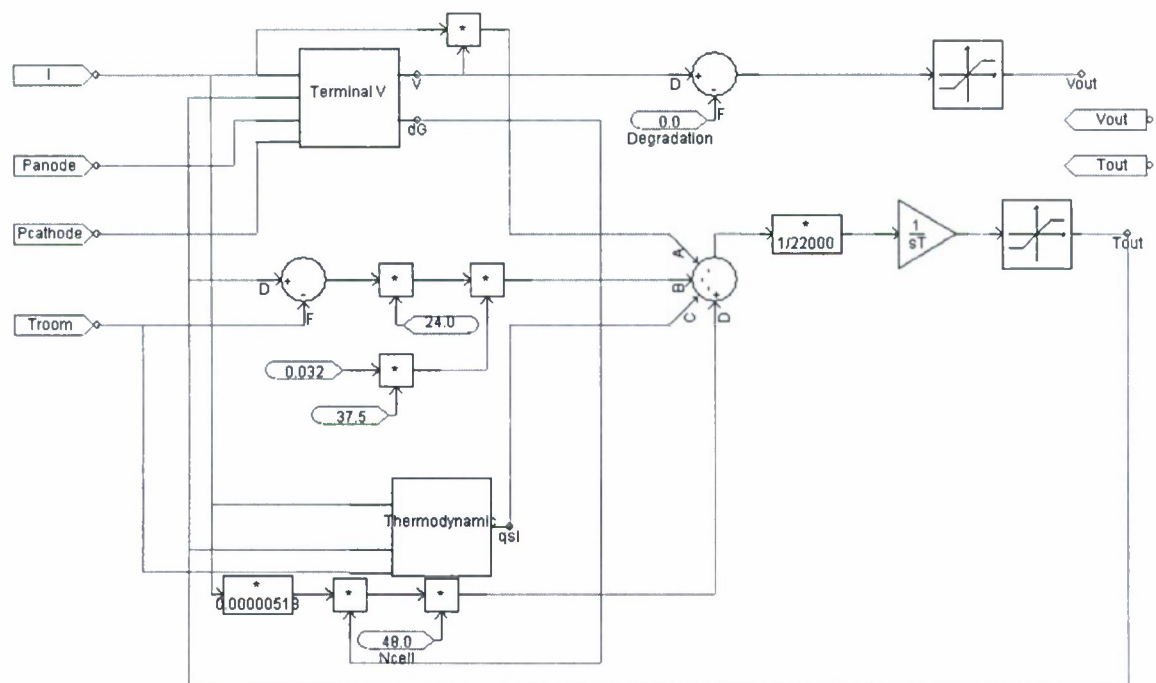 *
I
Terminal V
V
dG
D
+
-
F
0.0
Degradation
Vout
Vout
Tout
Panode
Pcathode
*
1/22000
1
sT
Tout
A
B
C
D
-
-
-
+
D
+
-
F
*
*
24.0
Troom
0.032
*
37.5
Thermodynamic
qsl
*
0.00000518
*
*
48.0
Ncell